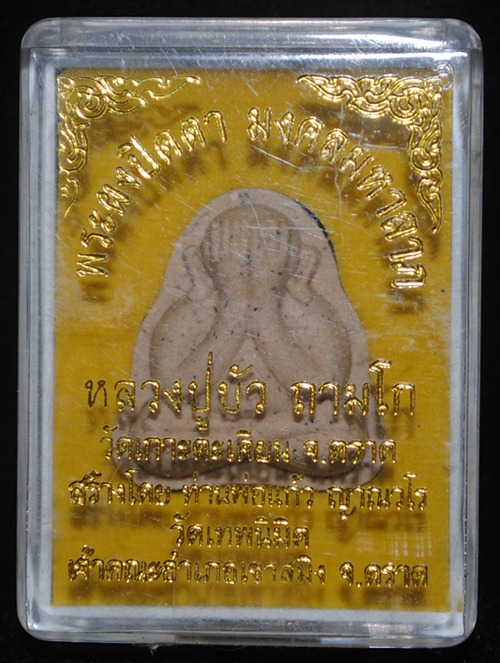 พระผงปิดตา มงคลมหาลาภ
หลวงปู่บัว ถามโก
วัดเกาะตะเคียน จ.ตราด
สร้างโดย ท่านพ่อแก้ว ญาณวโร
วัดเทพนิมิต
เจ้าคณะอำเภอเขาสมิง จ.ตราด